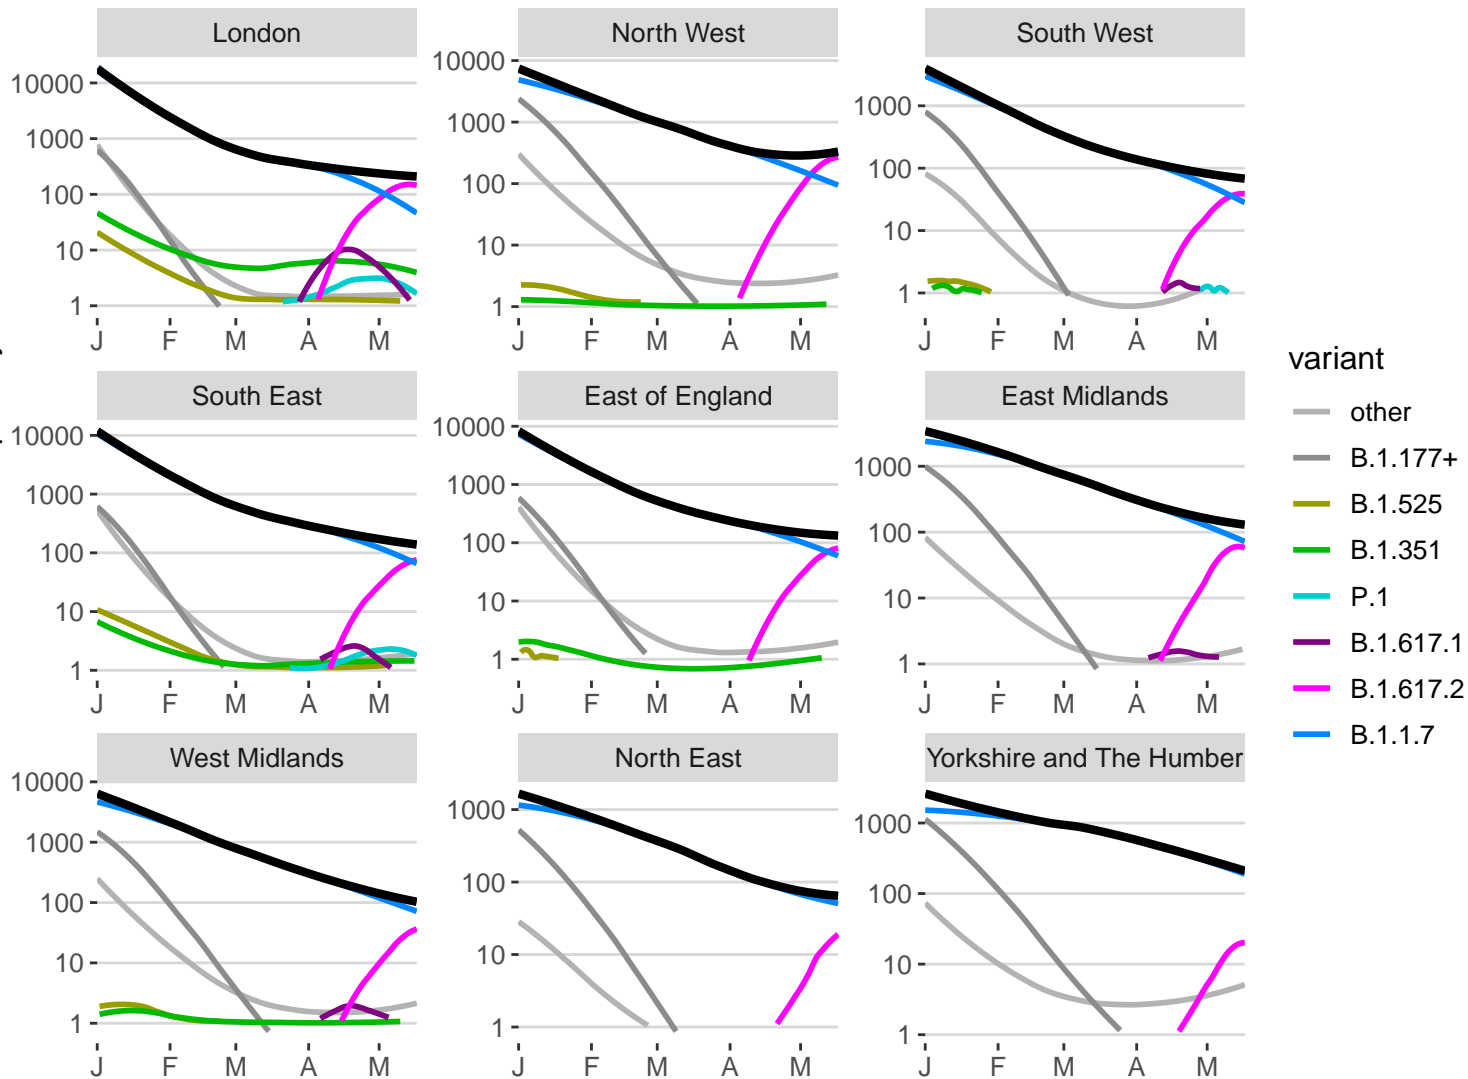 London North West South West
10000 10000
1000 1000 1000
100 100 100
10 10 10
1 1 1
J F M A M J F M A M J F M A M
South East East of England East Midlands
10000 10000
1000 1000 1000
100 100 100
10 10 10
1 1 1
J F M A M J F M A M J F M A M
West Midlands North East Yorkshire and The Humber
10000
1000 1000 1000
100 100 100
10 10 10
1 1 1
J F M A M J F M A M J F M A M
variant
other
B.1.177+
B.1.525
B.1.351
P.1
B.1.617.1
B.1.617.2
B.1.1.7